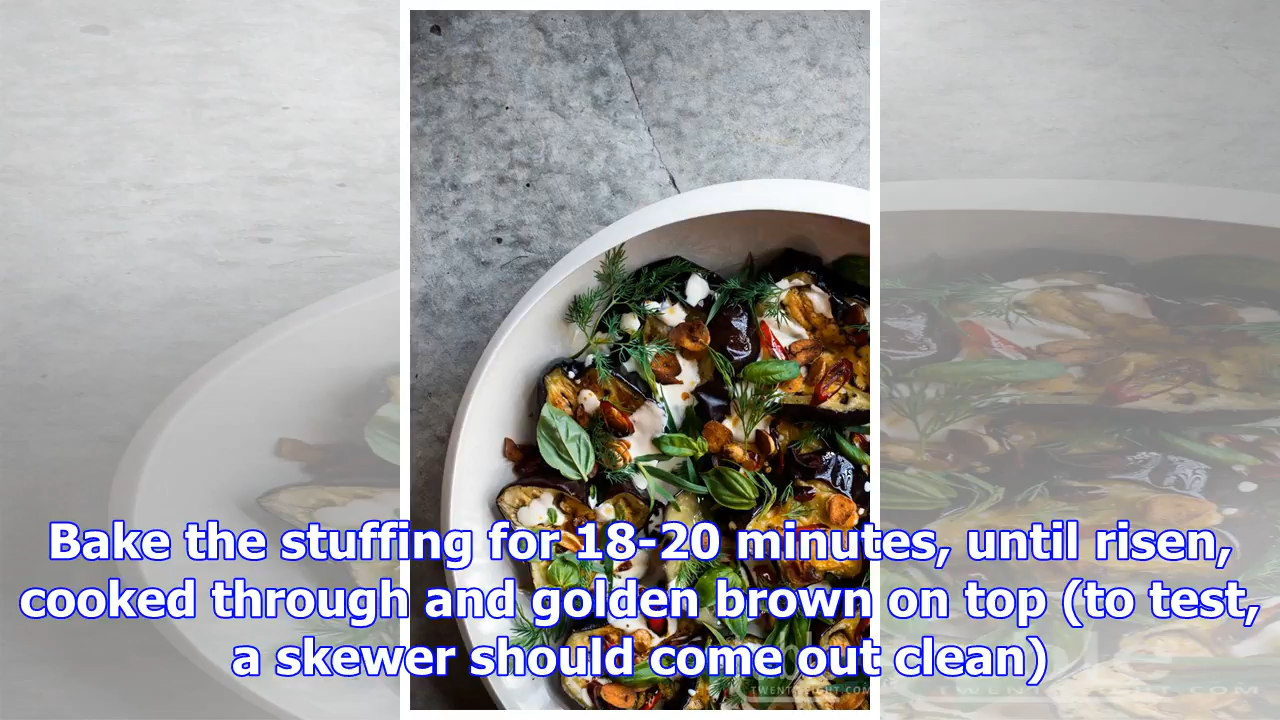 Bake the stuffing for 18-20 minutes, until risen,
cooked through and golden brown on top (to test,
a skewer should come out clean)